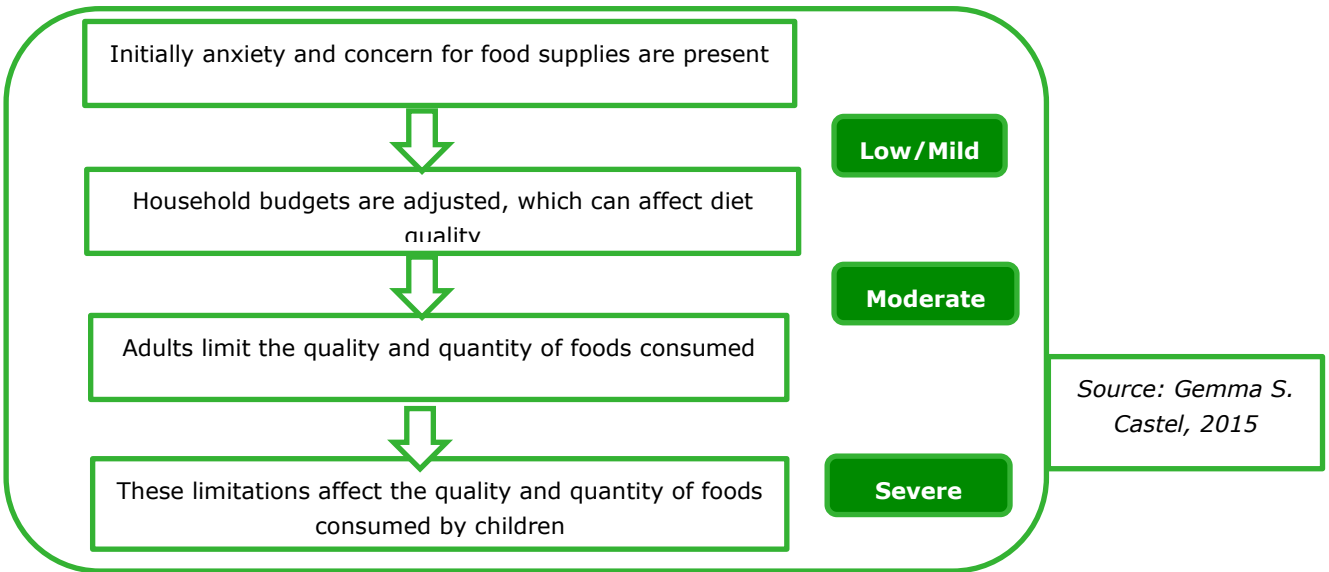 Initially anxiety and concern for food supplies are present
Low/Mild
Household budgets are adjusted, which can affect diet
quality
Moderate
Adults limit the quality and quantity of foods consumed
Source: Gemma S.
Castel, 2015
These limitations affect the quality and quantity of foods
consumed by children
Severe